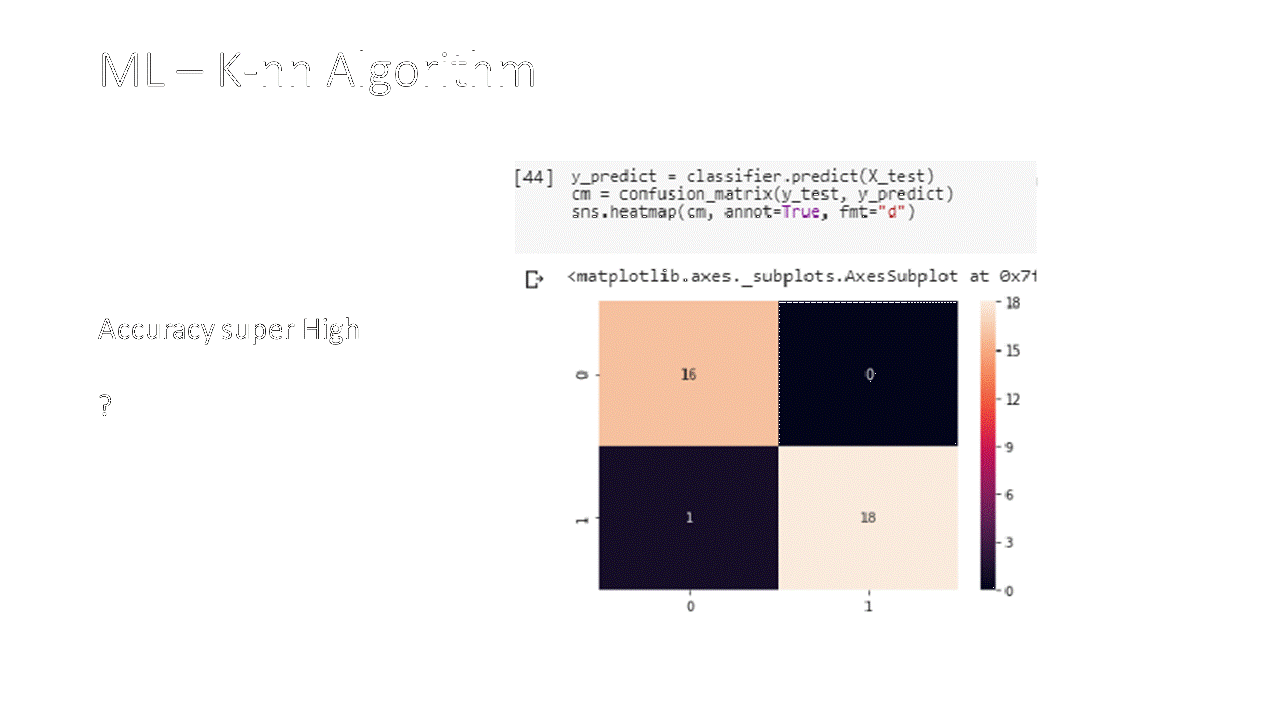 ML – K-nn Algorithm
[44] y_predict = classifier.predict(X_test)
cm = confusion_matrix(y_test, y_predict)
sns.heatmap(cm, annot=True, fmt="d")
<matplotlib.axes._subplots.AxesSubplot at 0x7f
Accuracy super High
?
0 16 0
1 1 18
0 1
18
15
12
9
6
3
0